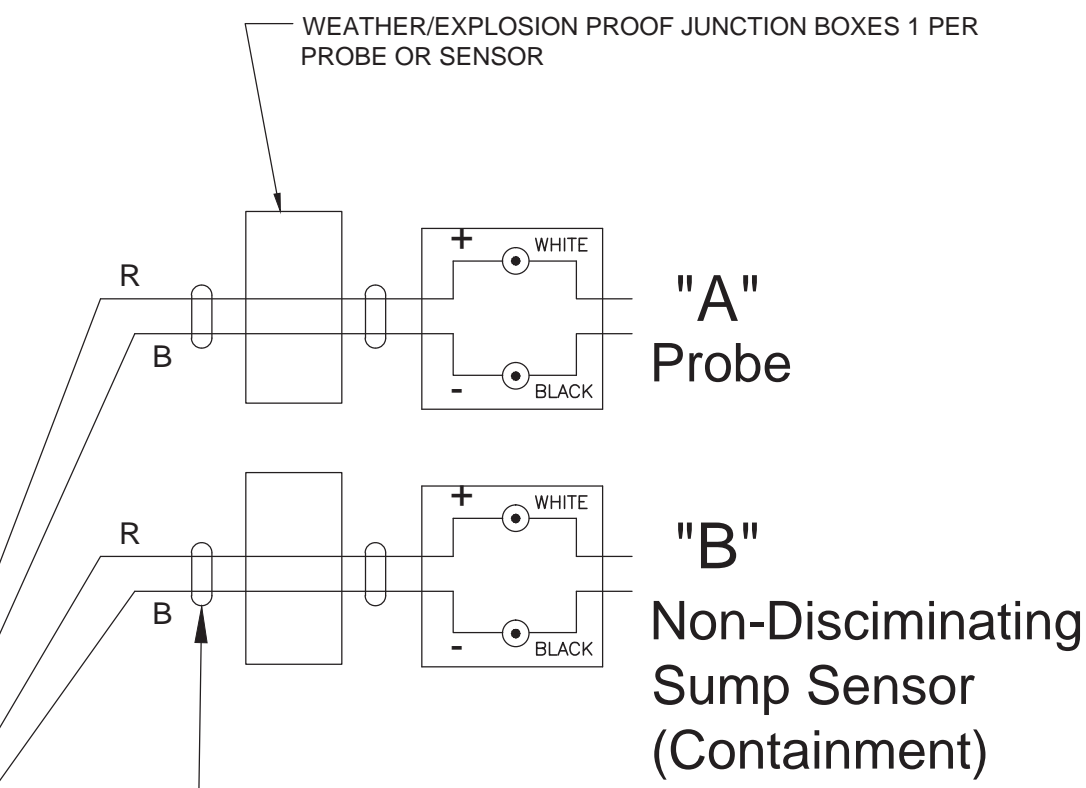 WEATHER/EXPLOSION PROOF JUNCTION BOXES 1 PER
PROBE OR SENSOR
R
B
+
WHITE
-
BLACK
"A"
Probe
R
B
+
WHITE
-
BLACK
"B"
Non-Disciminating
Sump Sensor
(Containment)